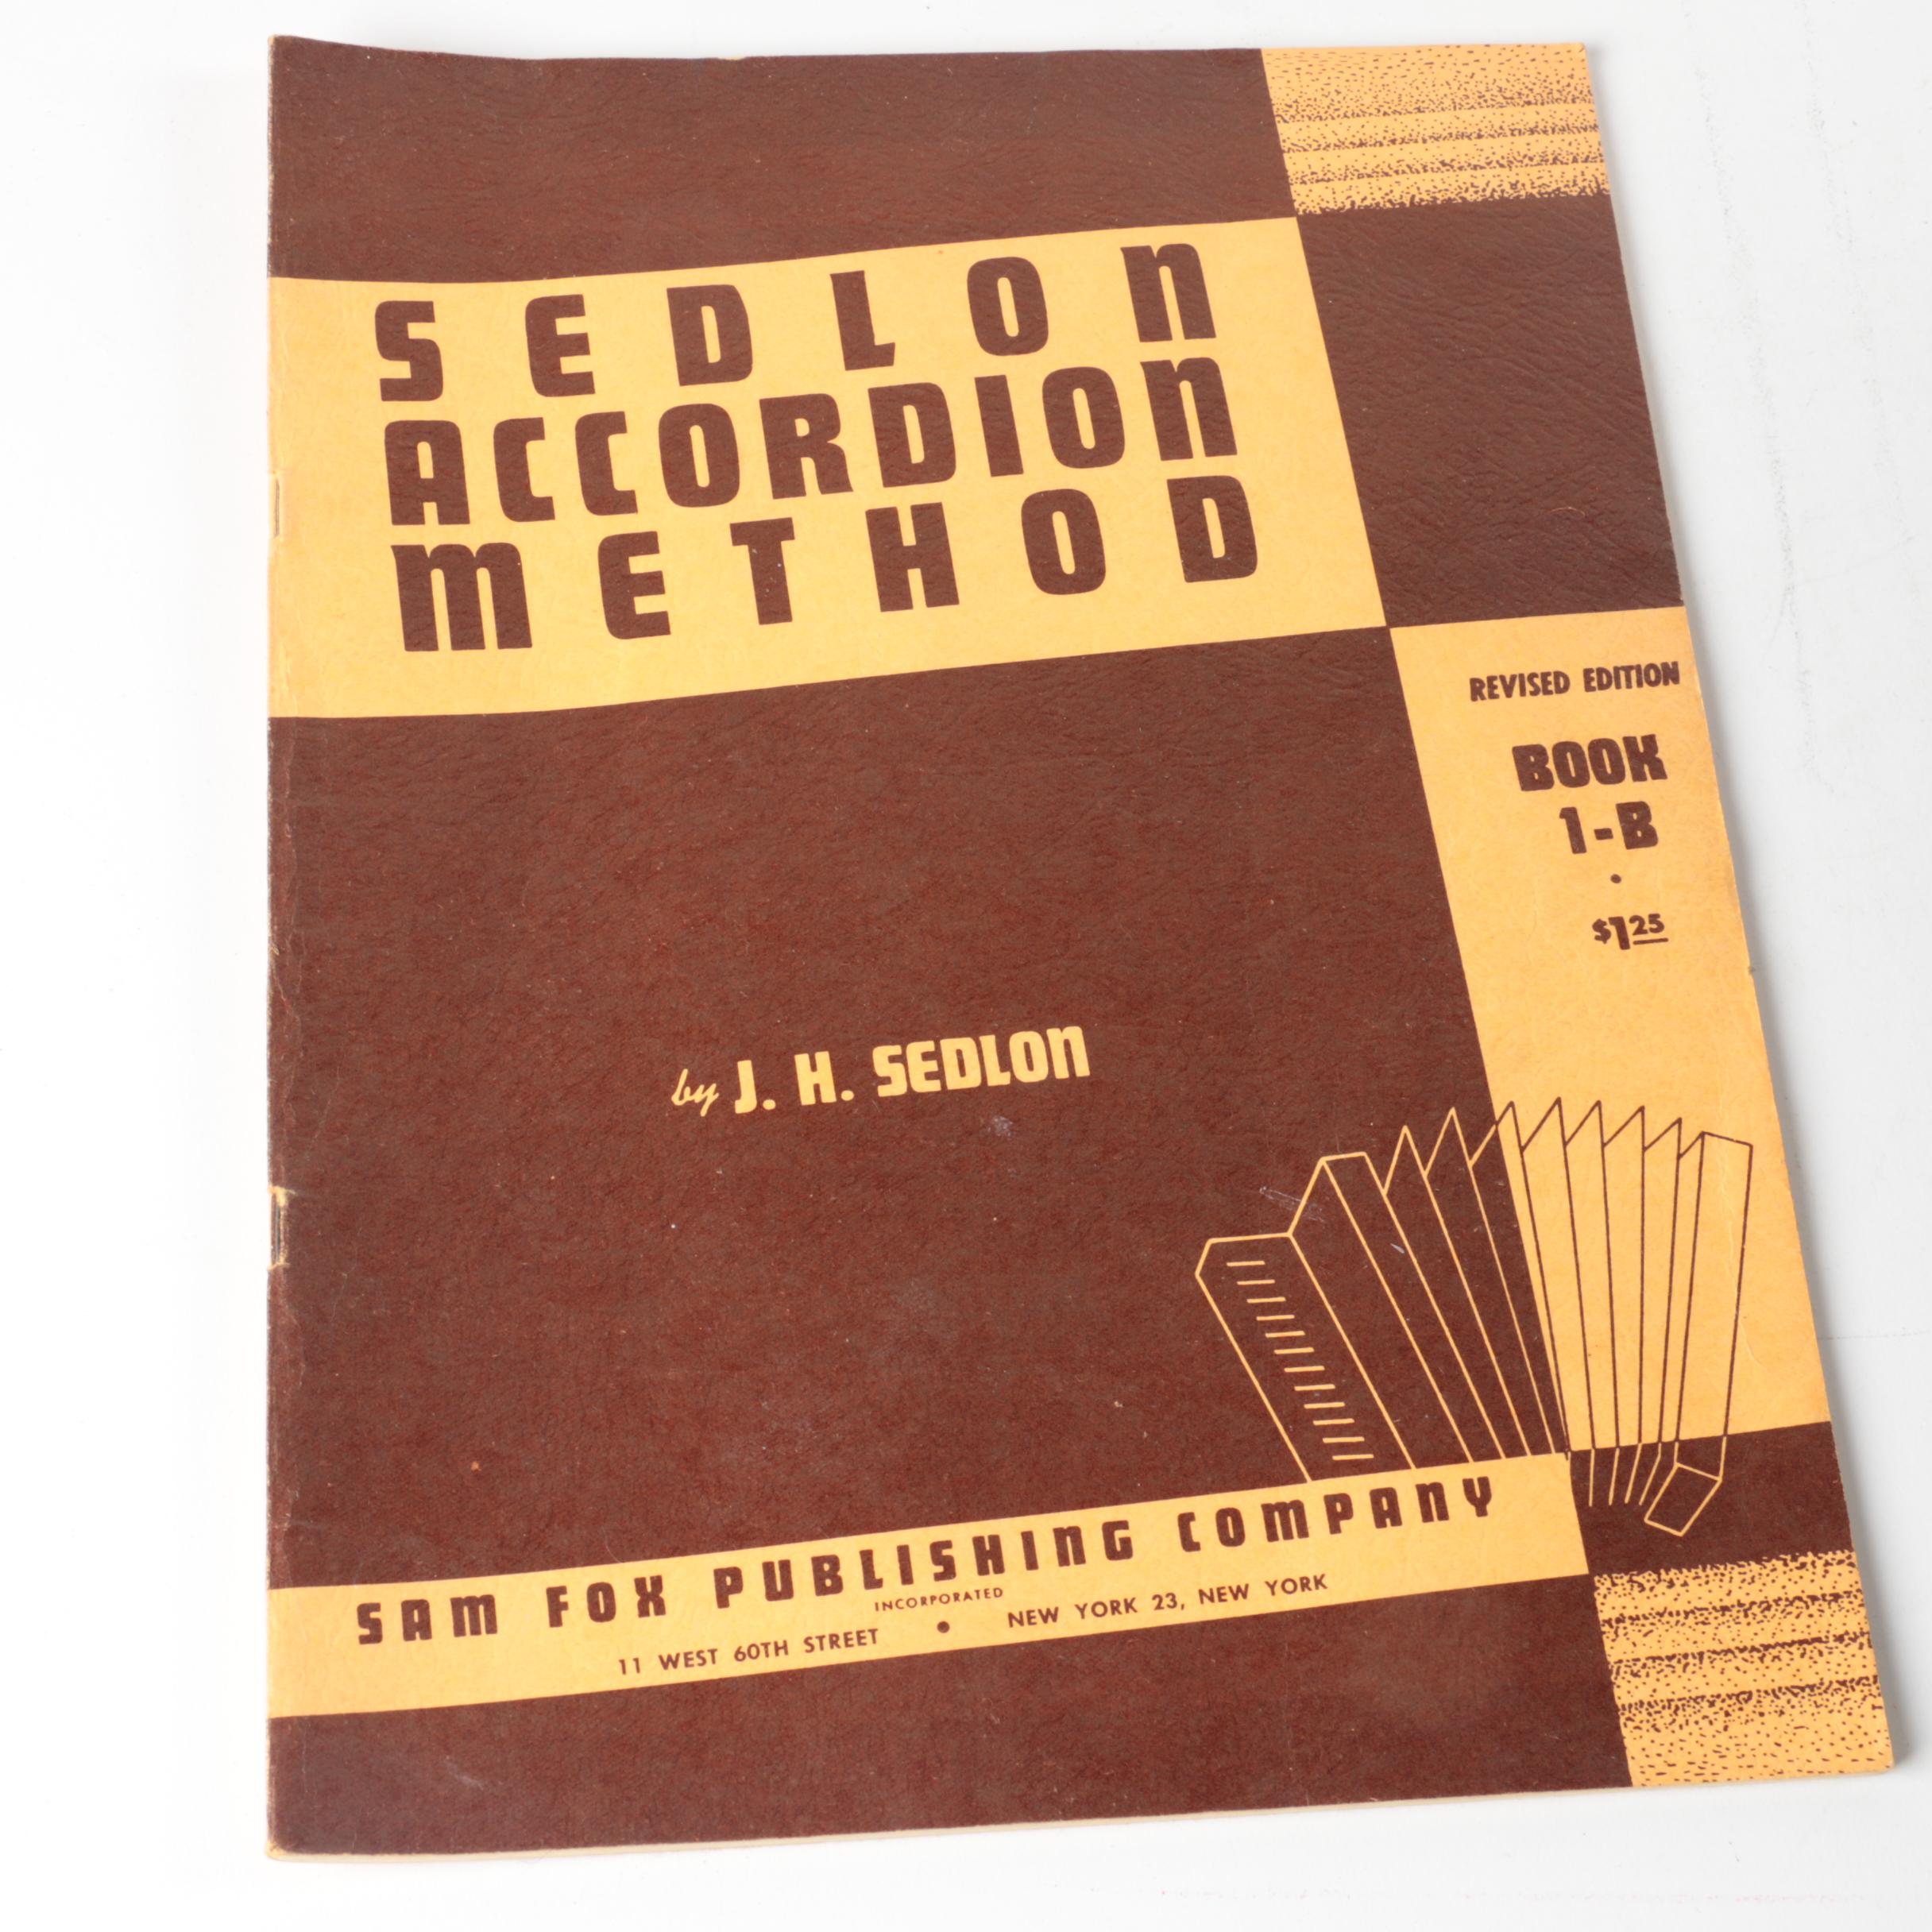 SEDLON
ACCORDION
METHOD
REVISED EDITION
BOOK
1-B
•
$1.25
by J. H. SEDLON
SAM FOX PUBLISHING COMPANY
INCORPORATED
11 WEST 60TH STREET • NEW YORK 23, NEW YORK